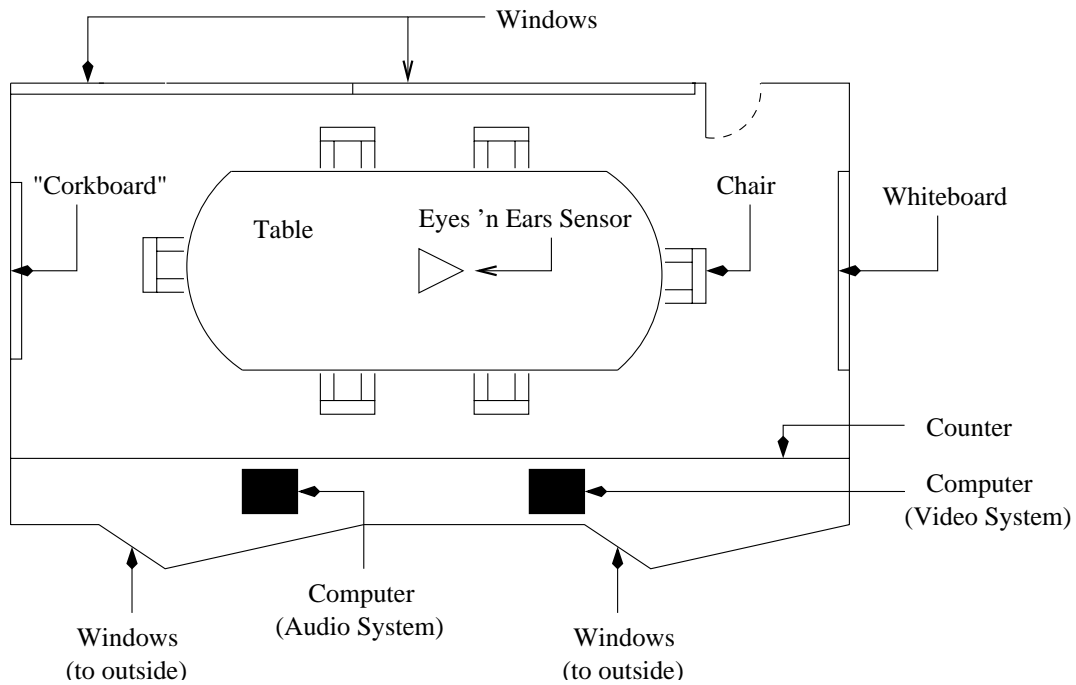 Windows
"Corkboard"
Table
Eyes ’n Ears Sensor
Chair
Whiteboard
Counter
Computer
(Video System)
Computer
(Audio System)
Windows
(to outside)
Windows
(to outside)